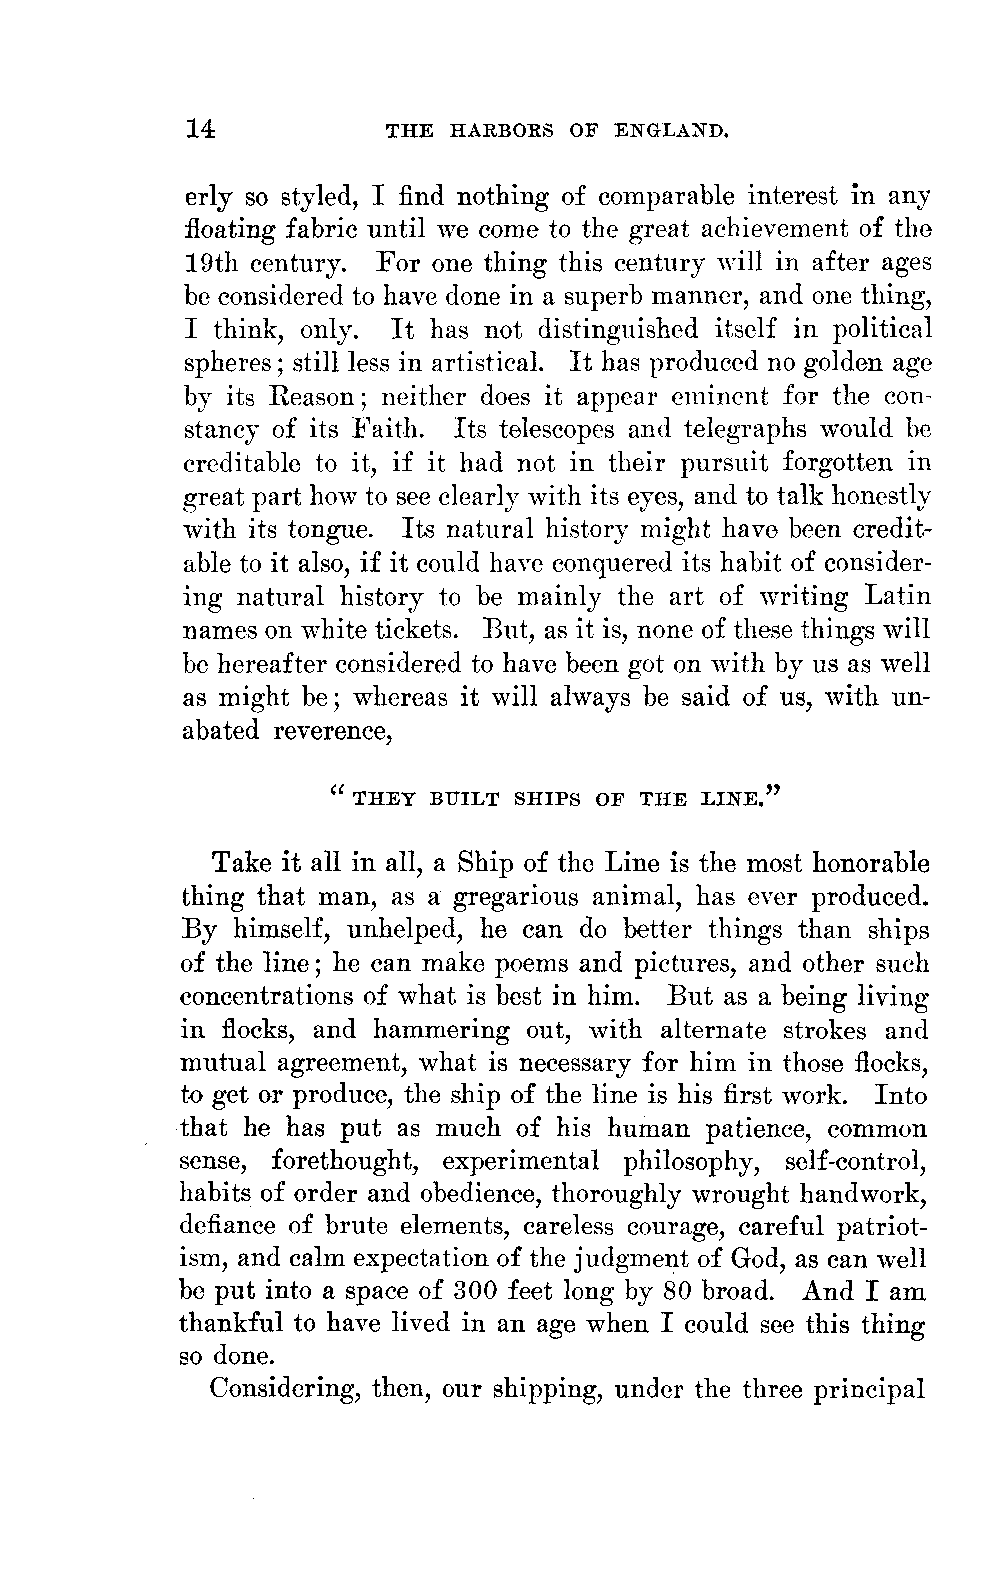 14 THE HARBORS OF ENGLAND.
erly so styled, I find nothing of comparable interest in any
floating fabric until we come to the great achievement of the
19th century. For one thing this century will in after ages
be considered to have done in a superb manner, and one thing,
I think, only. It has not distinguished itself in political
spheres; still less in artistical. It has produced no golden age
by its Reason; neither does it appear eminent for the con-
stancy of its Faith. Its telescopes and telegraphs would be
creditable to it, if it had not in their pursuit forgotten in
great part how to see clearly with its eyes, and to talk honestly
with its tongue. Its natural history might have been credit-
able to it also, if it could have conquered its habit of consider-
ing natural history to be mainly the art of writing Latin
names on white tickets. But, as it is, none of these things will
be hereafter considered to have been got on with by us as well
as might be; whereas it will always be said of us, with un-
abated reverence,
“THEY BUILT SHIPS OF THE LINE.”
Take it all in all, a Ship of the Line is the most honorable
thing that man, as a gregarious animal, has ever produced.
By himself, unhelped, he can do better things than ships
of the line; he can make poems and pictures, and other such
concentrations of what is best in him. But as a being living
in flocks, and hammering out, with alternate strokes and
mutual agreement, what is necessary for him in those flocks,
to get or produce, the ship of the line is his first work. Into
that he has put as much of his human patience, common
sense, forethought, experimental philosophy, self-control,
habits of order and obedience, thoroughly wrought handwork,
defiance of brute elements, careless courage, careful patriot-
ism, and calm expectation of the judgment of God, as can well
be put into a space of 300 feet long by 80 broad. And I am
thankful to have lived in an age when I could see this thing
so done.
Considering, then, our shipping, under the three principal